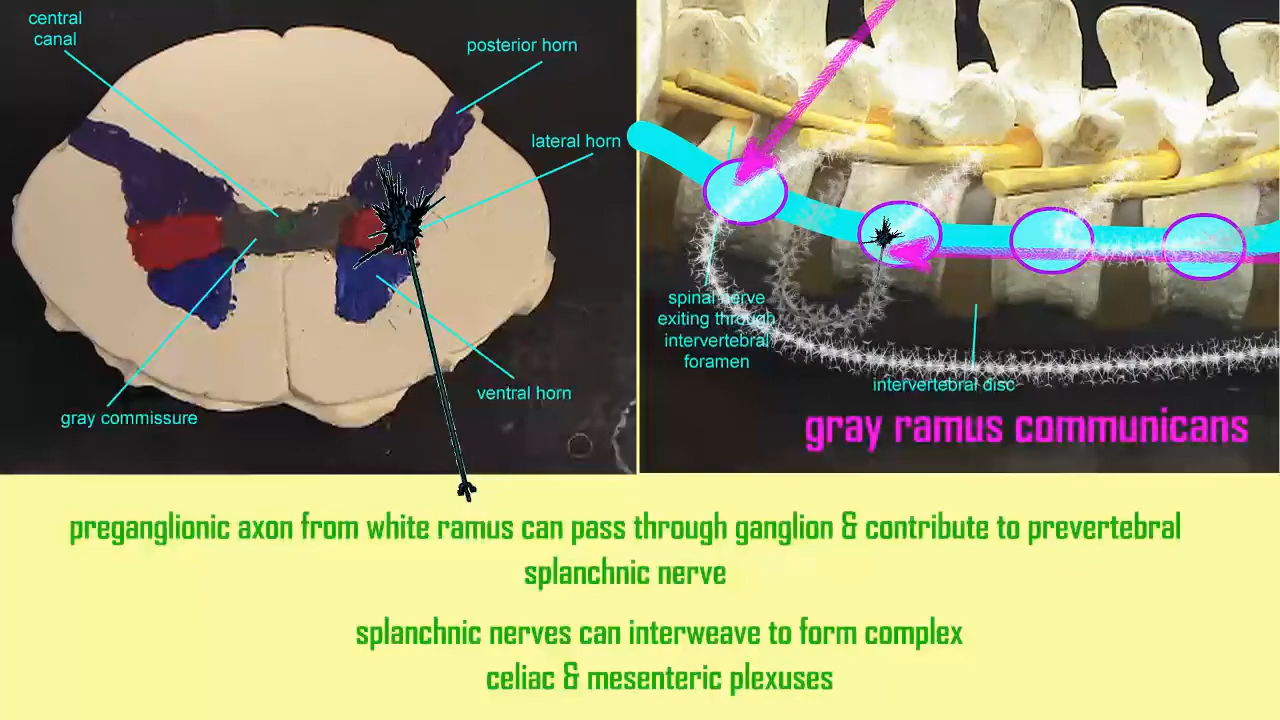 central
canal
posterior horn
lateral horn
ventral horn
gray commissure
spinal nerve
exiting through
intervertebral
foramen
intervertebral disc
gray ramus communicans
preganglionic axon from white ramus can pass through ganglion & contribute to prevertebral
splanchnic nerve
splanchnic nerves can interweave to form complex
celiac & mesenteric plexuses